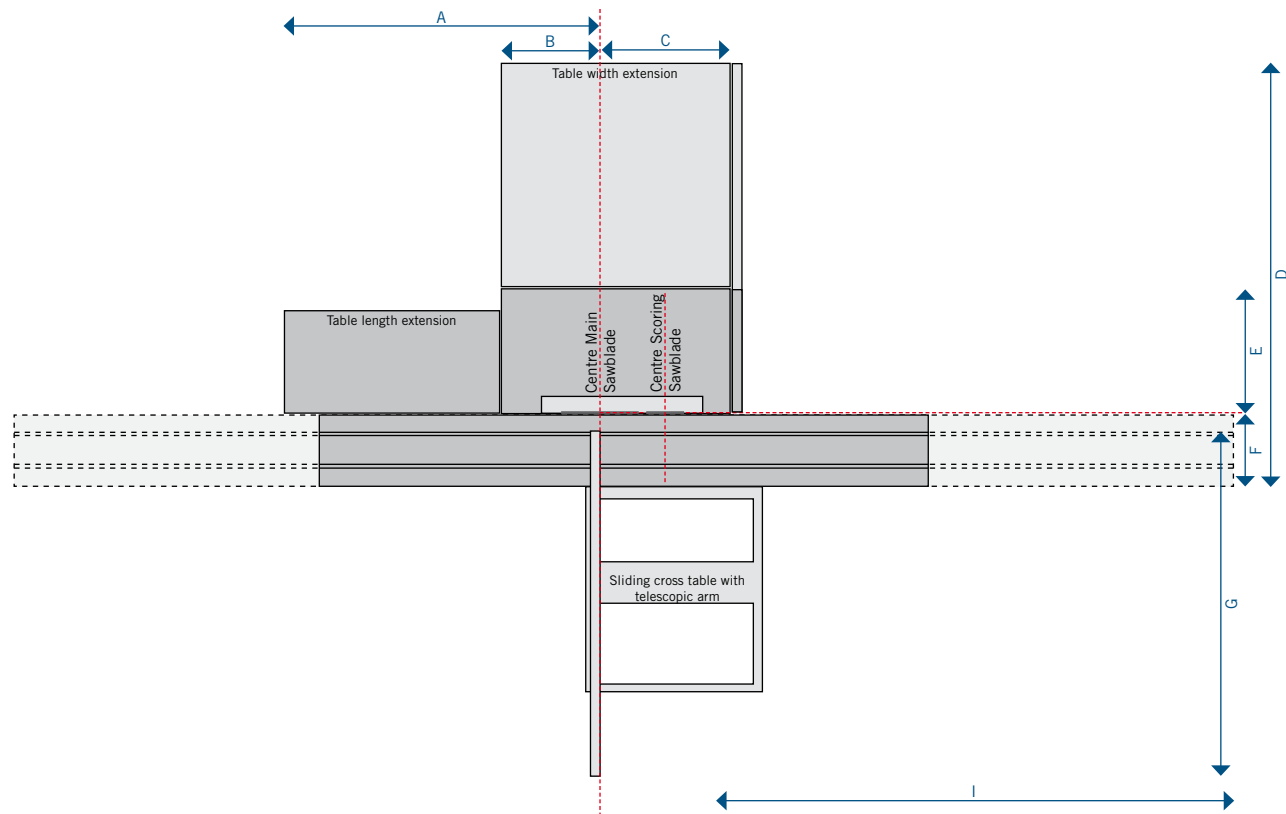 A
B
C
Table width extension
D
Table length extension
Centre Main
Sawblade
Centre Scoring
Sawblade
E
F
Sliding cross table with
telescopic arm
G
I